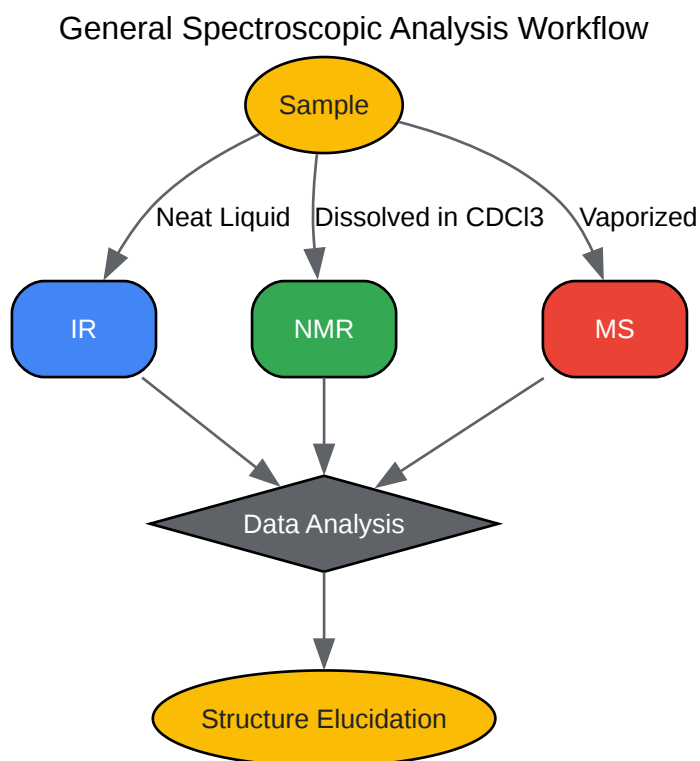 General Spectroscopic Analysis Workflow
Sample
Neat Liquid
Dissolved in CDCl3
Vaporized
IR
NMR
MS
Data Analysis
Structure Elucidation